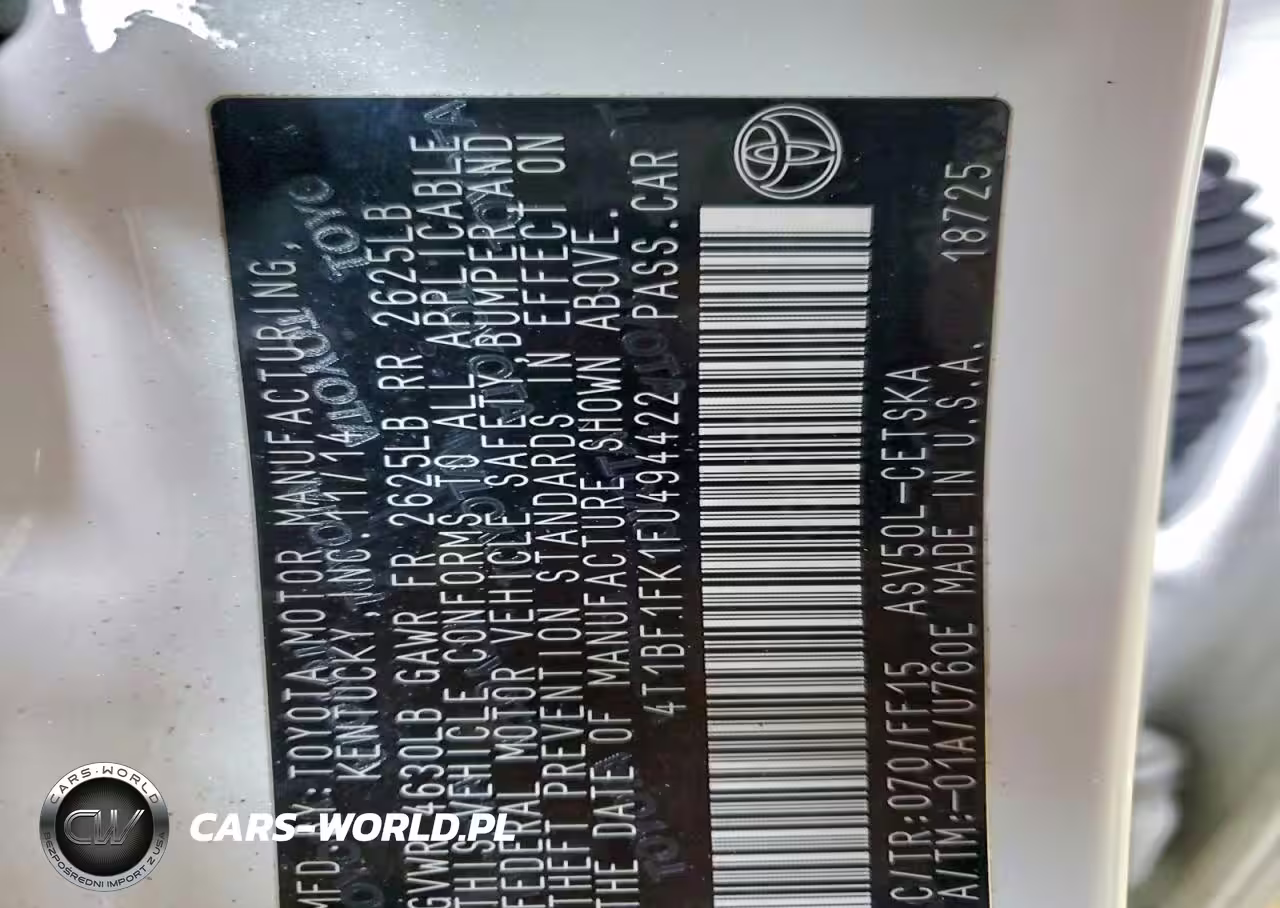 MFD. BY: TOYOTA MOTOR MANUFACTURING,
KENTUCKY, INC. 11/14
GVWR 4630LB GAWR FR 2625LB RR 2625LB
THIS VEHICLE CONFORMS TO ALL APPLICABLE
FEDERAL MOTOR VEHICLE SAFETY, BUMPER, AND
THEFT PREVENTION STANDARDS IN EFFECT ON
THE DATE OF MANUFACTURE SHOWN ABOVE.
4T1BF1FK1FU494422 PASS.CAR
C/TR:070/FF15 ASV50L-CETSKA
A/TM:-01A/U760E MADE IN U.S.A.
18725
CARS-WORLD
CW
BEZPOŚREDNI IMPORT Z USA
CARS-WORLD.PL